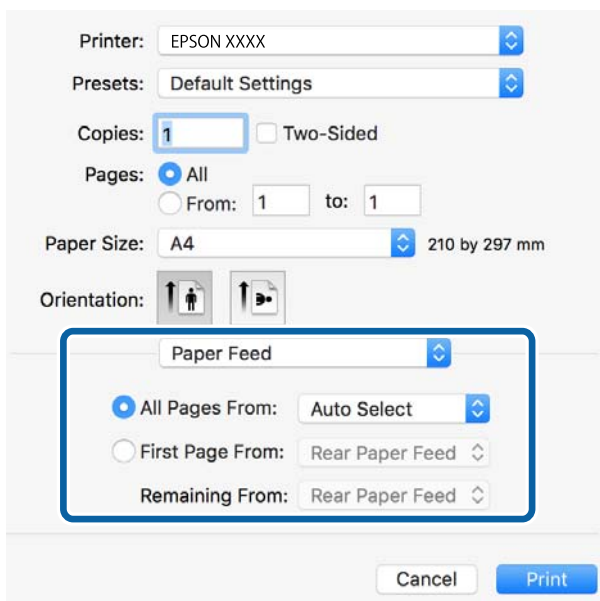 Printer: EPSON XXXX
Presets: Default Settings
Copies: 1 Two-Sided
Pages: All
From: 1 to: 1
Paper Size: A4 210 by 297 mm
Orientation:
Paper Feed
All Pages From: Auto Select
First Page From: Rear Paper Feed
Remaining From: Rear Paper Feed
Cancel Print